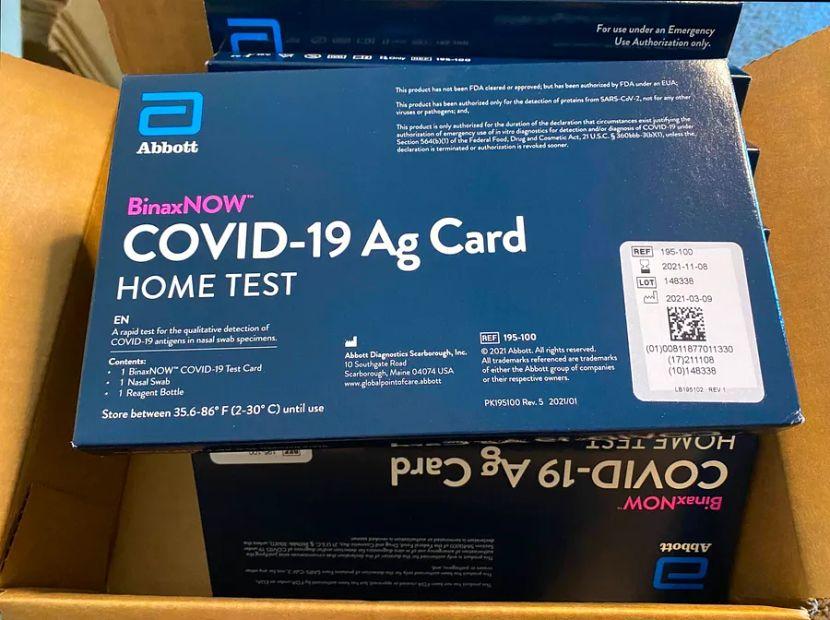 For use under an Emergency
Use Authorization only.
195-100
Abbott
This product has not been FDA cleared or approved; but has been authorized by FDA under an EUA;
This product has been authorized only for the detection of proteins from SARS-CoV-2, not for any other
viruses or pathogens; and,
This product is only authorized for the duration of the declaration that circumstances exist justifying the
authorization of emergency use of in vitro diagnostics for detection and/or diagnosis of COVID-19 under
Section 564(b)(1) of the Federal Food, Drug and Cosmetic Act, 21 U.S.C. § 360bbb-3(b)(1), unless the
declaration is terminated or authorization is revoked sooner.
BinaxNOW™
COVID-19 Ag Card
HOME TEST
EN
A rapid test for the qualitative detection of
COVID-19 antigens in nasal swab specimens.
Contents:
• 1 BinaxNOW™ COVID-19 Test Card
• 1 Nasal Swab
• 1 Reagent Bottle
Store between 35.6-86° F (2-30° C) until use
Abbott Diagnostics Scarborough, Inc.
10 Southgate Road
Scarborough, Maine 04074 USA
www.globalpointofcare.abbott
REF 195-100
© 2021 Abbott. All rights reserved.
All trademarks referenced are trademarks
of either the Abbott group of companies
or their respective owners.
PK195100 Rev. 5 2021/01
REF 195-100
2021-11-08
LOT 148338
2021-03-09
(01)00811877011330
(17)211108
(10)148338
LB195102 REV 1
HOME TEST
COVID-19 Ag Card
BinaxNOW™
Abbott